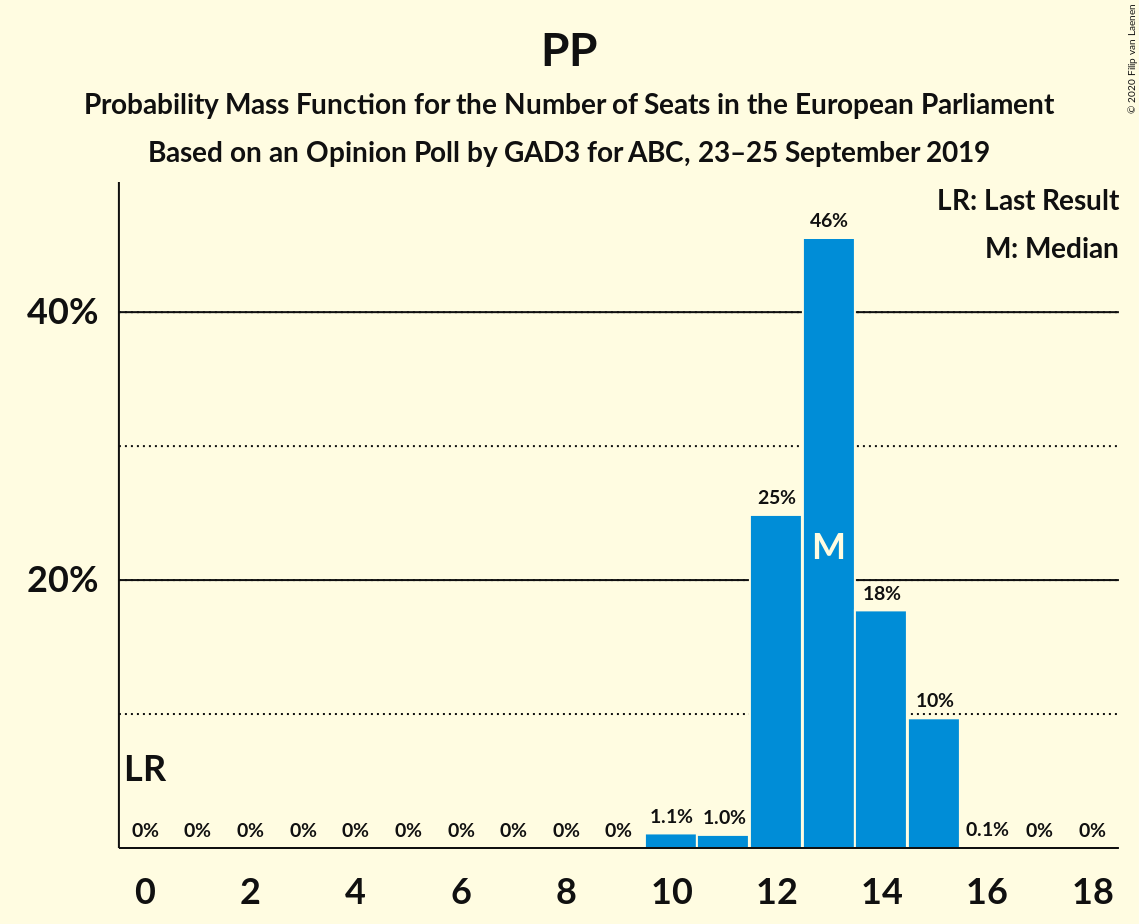 PP
Probability Mass Function for the Number of Seats in the European Parliament
Based on an Opinion Poll by GAD3 for ABC, 23–25 September 2019
© 2020 Filip van Laenen
LR: Last Result
M: Median
46%
40%
25%
M
20%
18%
10%
LR
0% 0% 0% 0% 0% 0% 0% 0% 0% 0% 1.1% 1.0% 0.1% 0% 0%
0 2 4 6 8 10 12 14 16 18